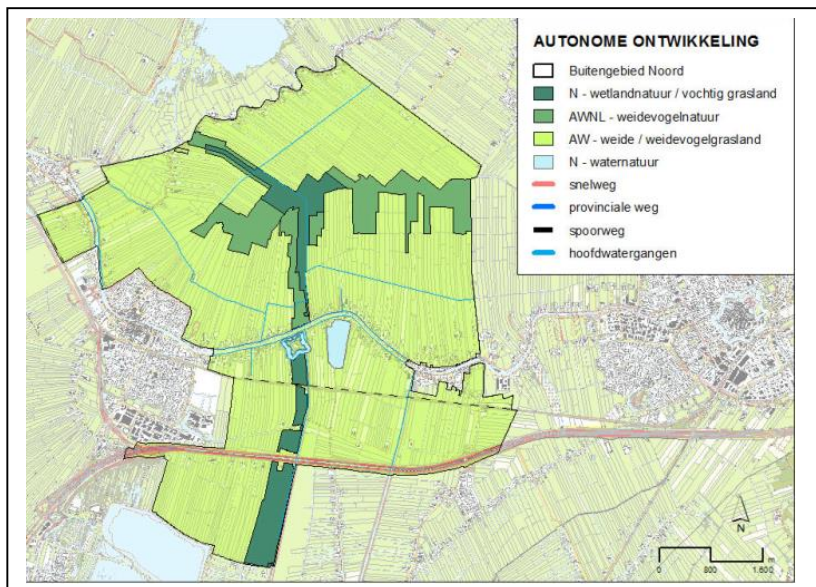 AUTONOME ONTWIKKELING
Buitengebied Noord
N - wetlandnatuur / vochtig grasland
AWNL - weidevogelnatuur
AW - weide / weidevogelgrasland
N - waternatuur
snelweg
provinciale weg
spoorweg
hoofdwatergangen
N
0 800 1.600 m